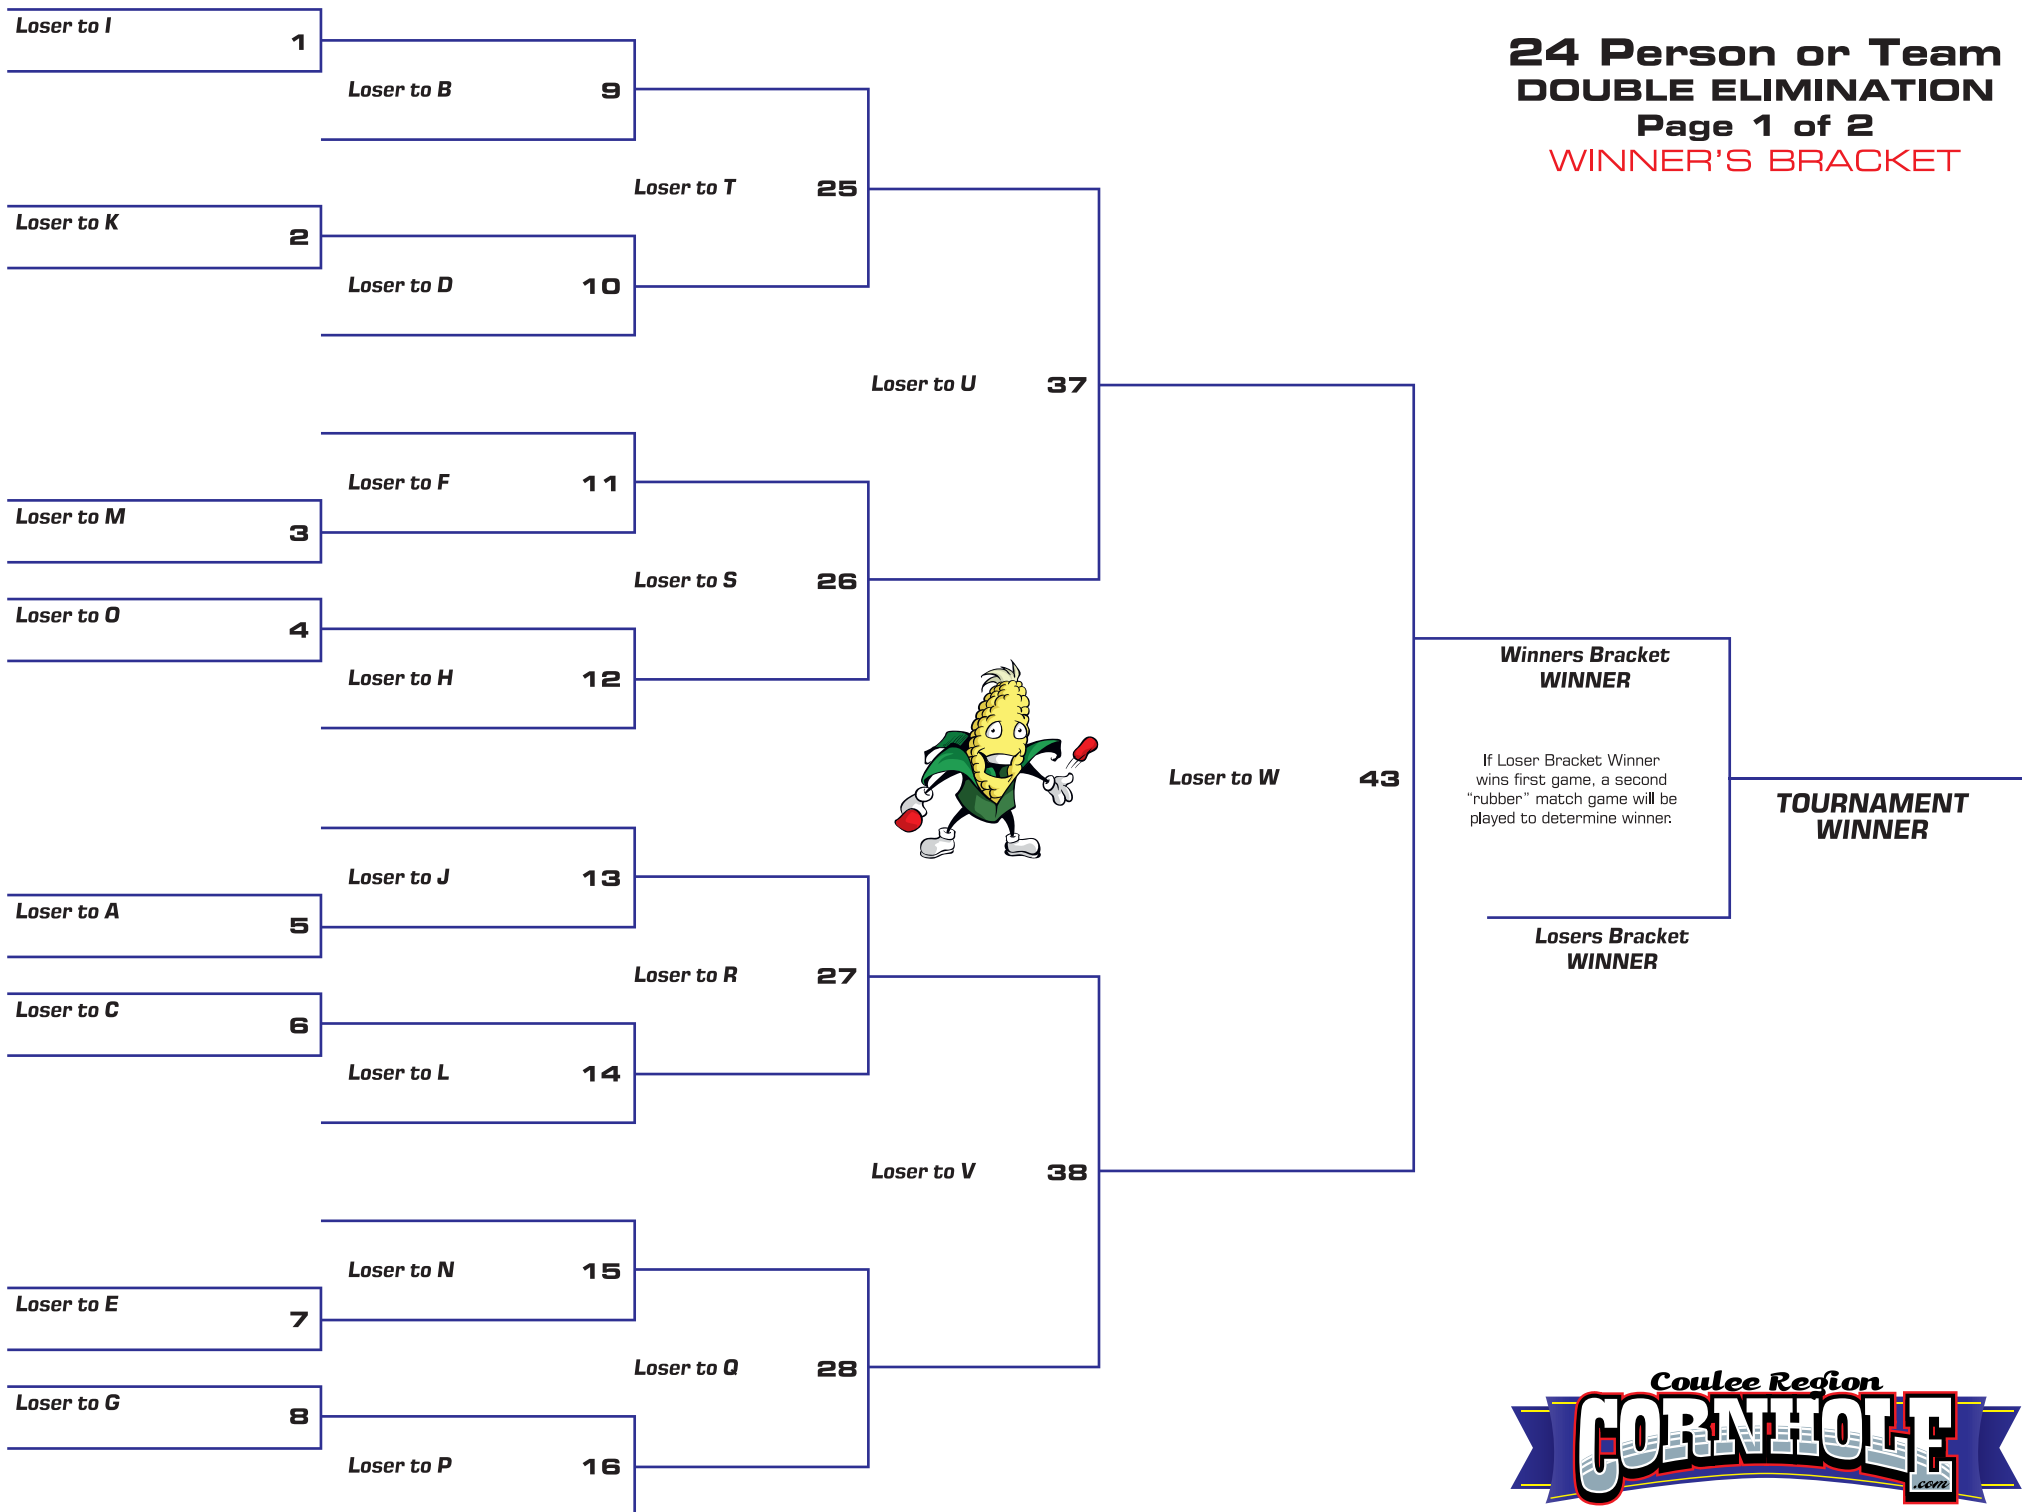 24 Person or Team
DOUBLE ELIMINATION
Page 1 of 2
WINNER'S BRACKET
Loser to I
1
Loser to B
9
Loser to T
25
Loser to K
2
Loser to D
10
Loser to U
37
Loser to F
11
Loser to M
3
Loser to S
26
Loser to O
4
Loser to H
12
Loser to W
43
Winners Bracket
WINNER
If Loser Bracket Winner
wins first game, a second
“rubber” match game will be
played to determine winner.
TOURNAMENT
WINNER
Losers Bracket
WINNER
Loser to J
13
Loser to A
5
Loser to R
27
Loser to C
6
Loser to L
14
Loser to V
38
Loser to N
15
Loser to E
7
Loser to Q
28
Loser to G
8
Loser to P
16
Coulee Region
CORNHOLE
.com